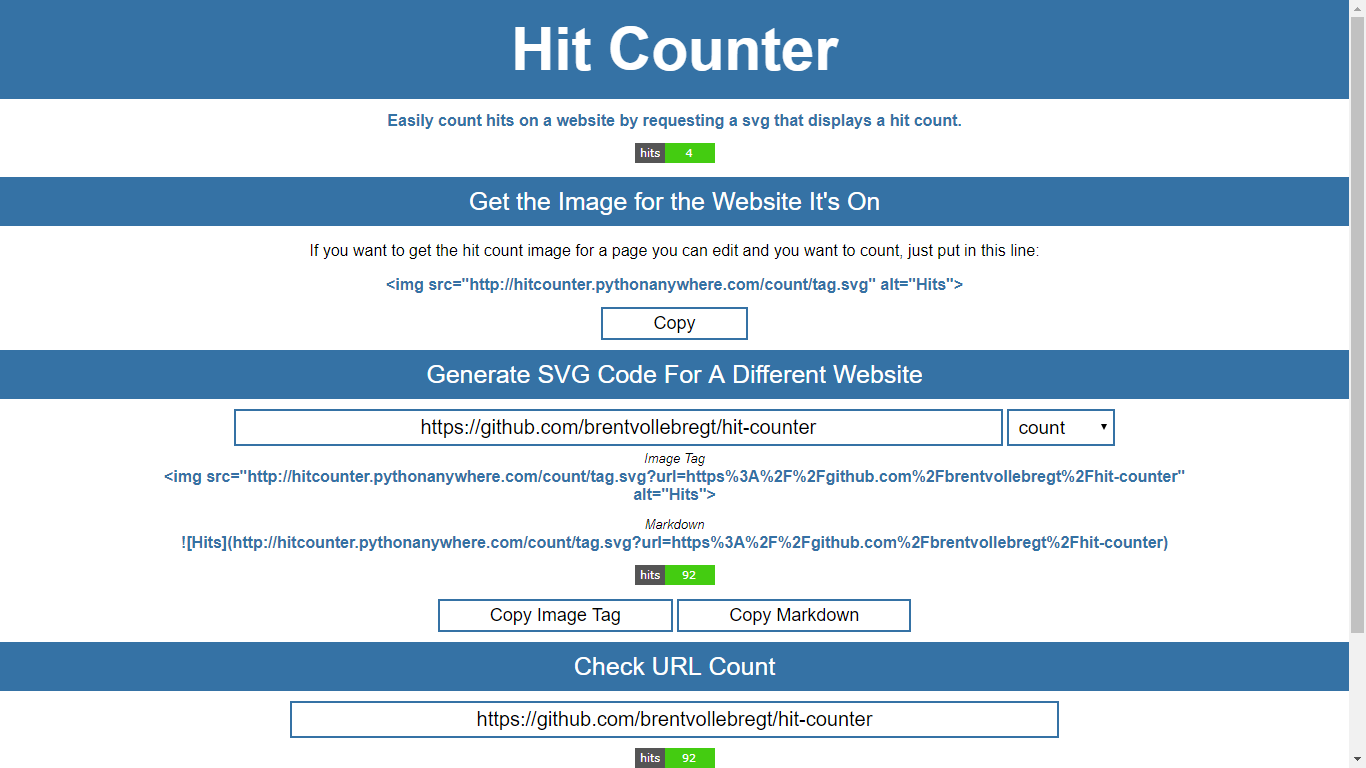 Hit Counter
Easily count hits on a website by requesting a svg that displays a hit count.
hits 4
Get the Image for the Website It's On
If you want to get the hit count image for a page you can edit and you want to count, just put in this line:
<img src="http://hitcounter.pythonanywhere.com/count/tag.svg" alt="Hits">
Copy
Generate SVG Code For A Different Website
https://github.com/brentvollebregt/hit-counter count
Image Tag
<img src="http://hitcounter.pythonanywhere.com/count/tag.svg?url=https%3A%2F%2Fgithub.com%2Fbrentvollebregt%2Fhit-counter"
alt="Hits">
Markdown
![Hits](http://hitcounter.pythonanywhere.com/count/tag.svg?url=https%3A%2F%2Fgithub.com%2Fbrentvollebregt%2Fhit-counter)
hits 92
Copy Image Tag Copy Markdown
Check URL Count
https://github.com/brentvollebregt/hit-counter
hits 92